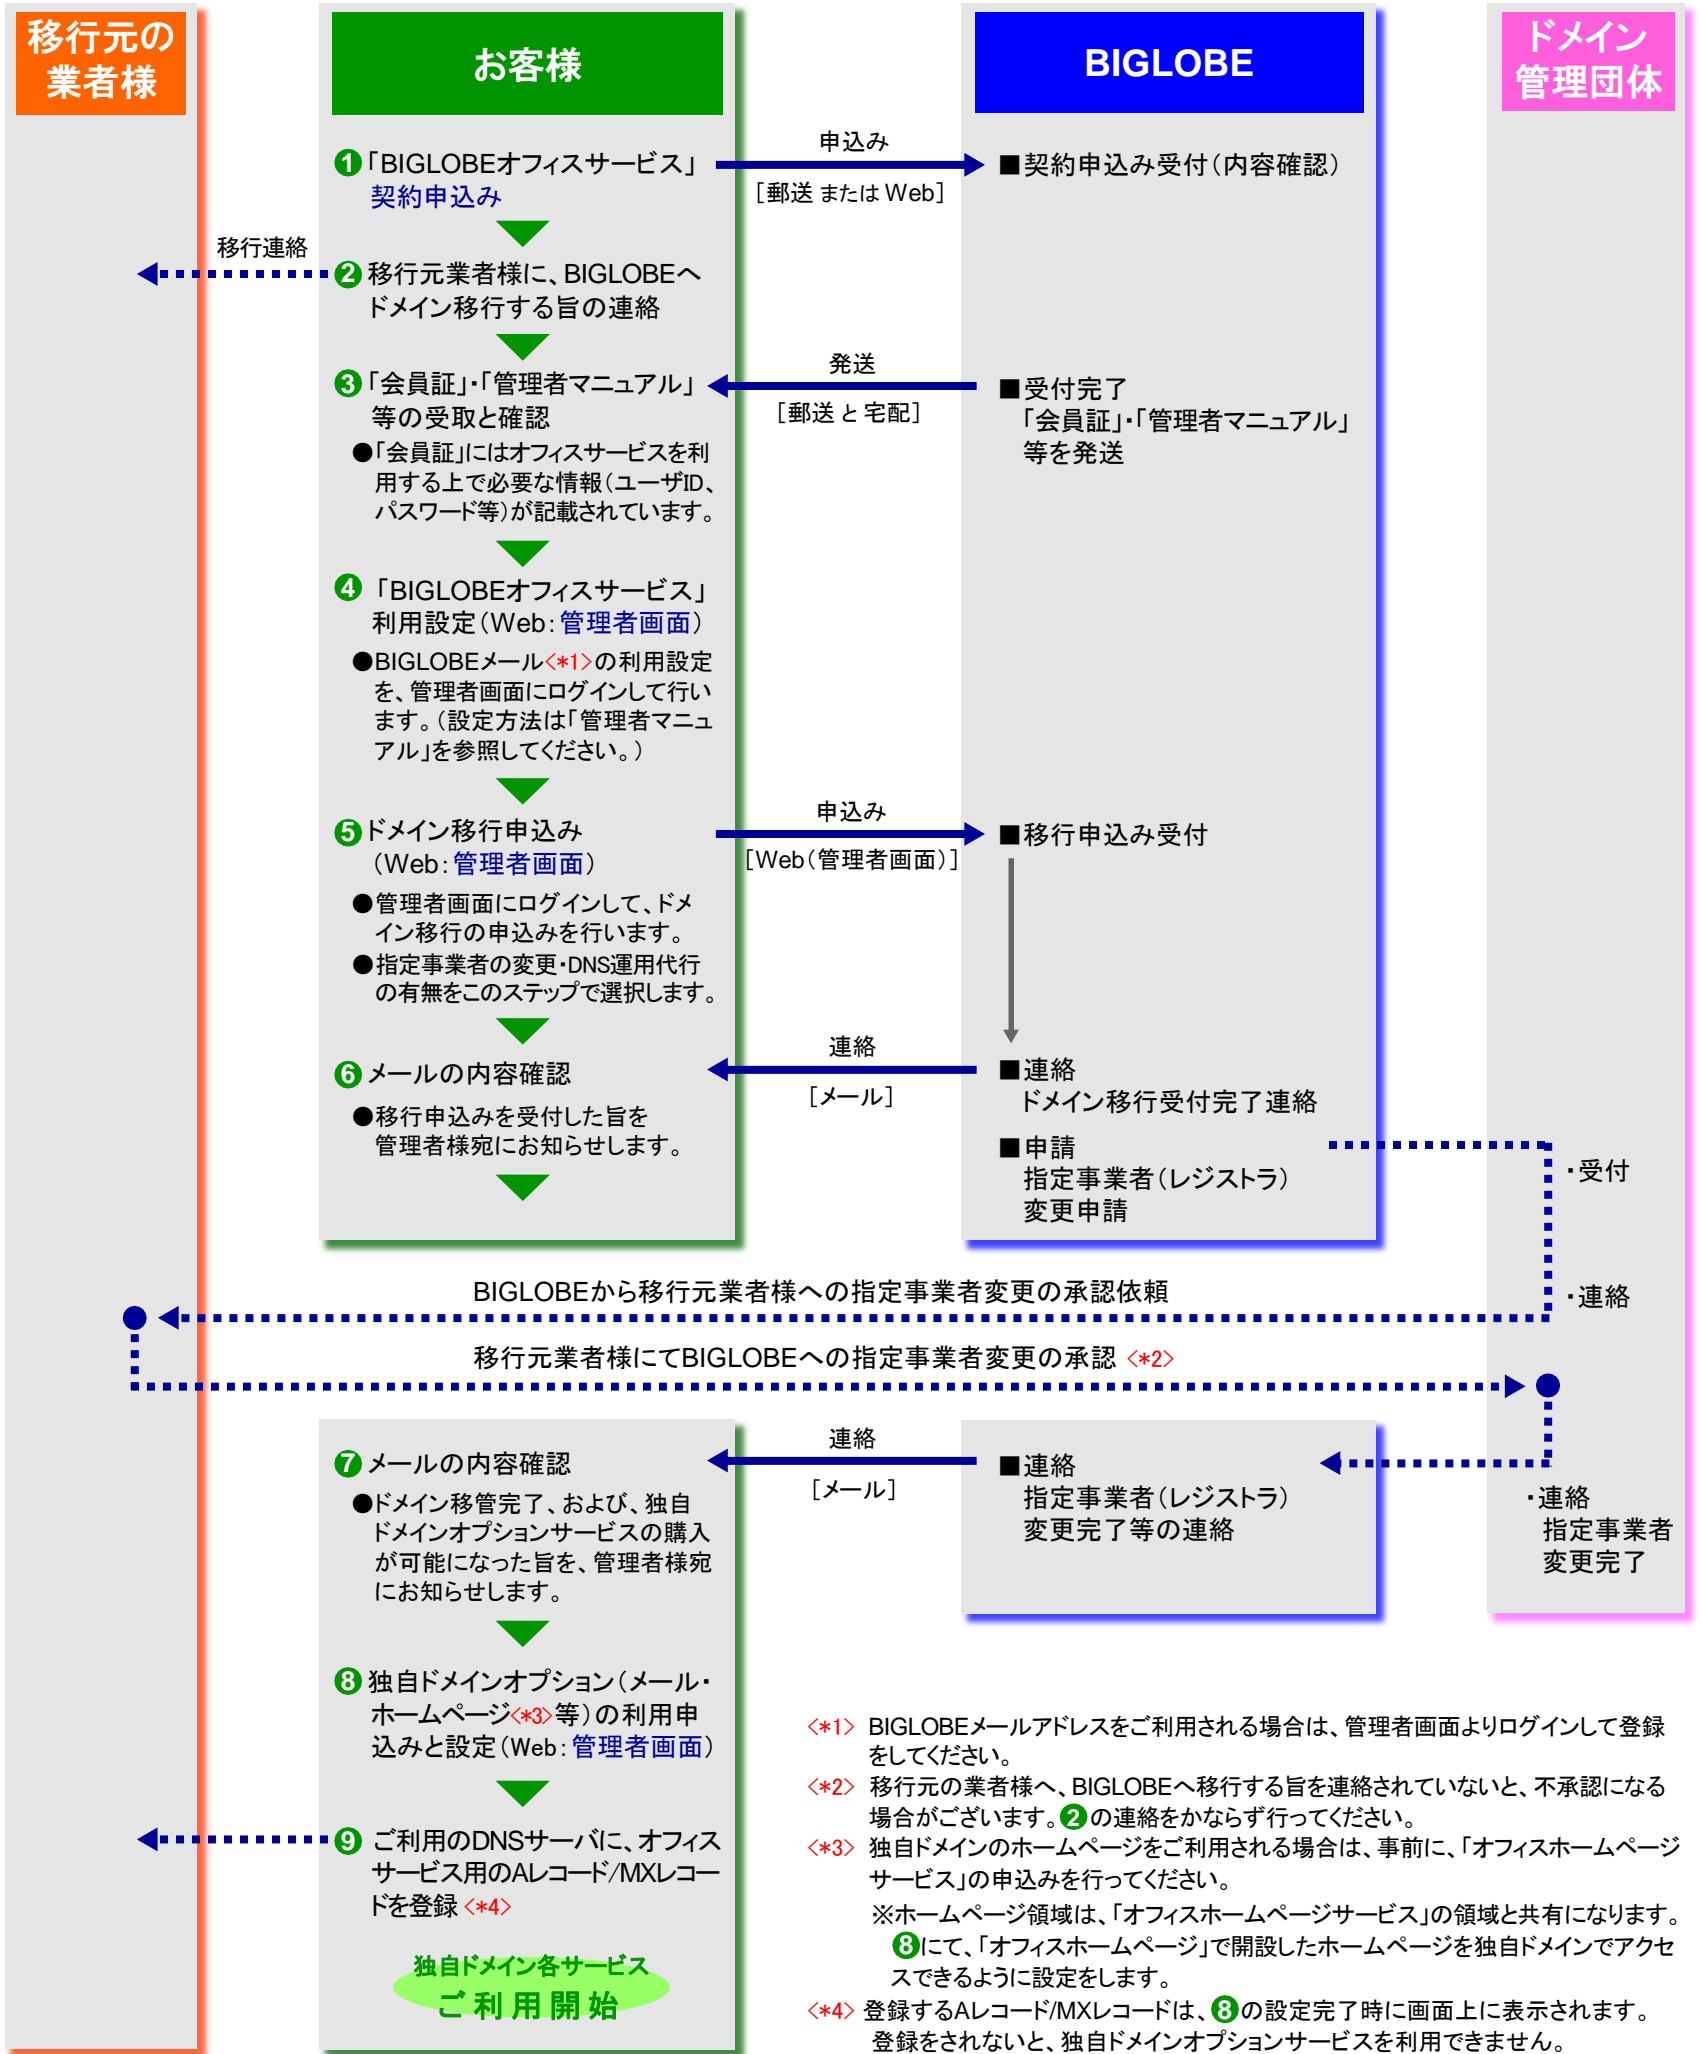 移行元の
業者様
お客様
BIGLOBE
ドメイン
管理団体
❶「BIGLOBEオフィスサービス」
契約申込み
申込み
［郵送 または Web］
■契約申込み受付（内容確認）
移行連絡
❷移行元業者様に、BIGLOBEへ
ドメイン移行する旨の連絡
❸「会員証」・「管理者マニュアル」
等の受取と確認
発送
［郵送 と 宅配］
■受付完了
「会員証」・「管理者マニュアル」
等を発送
●「会員証」にはオフィスサービスを利
用する上で必要な情報（ユーザID、
パスワード等）が記載されています。
❹「BIGLOBEオフィスサービス」
利用設定（Web：管理者画面）
●BIGLOBEメール<*1>の利用設定
を、管理者画面にログインして行い
ます。（設定方法は「管理者マニュ
アル」を参照してください。）
❺ドメイン移行申込み
（Web：管理者画面）
申込み
［Web（管理者画面）］
■移行申込み受付
●管理者画面にログインして、ドメ
イン移行の申込みを行います。
●指定事業者の変更・DNS運用代行
の有無をこのステップで選択します。
❻メールの内容確認
連絡
［メール］
■連絡
ドメイン移行受付完了連絡
●移行申込みを受付した旨を
管理者様宛にお知らせします。
■申請
指定事業者（レジストラ）
変更申請
・受付
・連絡
BIGLOBEから移行元業者様への指定事業者変更の承認依頼
移行元業者様にてBIGLOBEへの指定事業者変更の承認 <*2>
❼メールの内容確認
連絡
［メール］
■連絡
指定事業者（レジストラ）
変更完了等の連絡
・連絡
指定事業者
変更完了
●ドメイン移管完了、および、独自
ドメインオプションサービスの購入
が可能になった旨を、管理者様宛
にお知らせします。
❽独自ドメインオプション（メール・
ホームページ<*3>等）の利用申
込みと設定（Web：管理者画面）
❾ご利用のDNSサーバに、オフィス
サービス用のAレコード/MXレコー
ドを登録 <*4>
独自ドメイン各サービス
ご利用開始
<*1> BIGLOBEメールアドレスをご利用される場合は、管理者画面よりログインして登録
をしてください。
<*2> 移行元の業者様へ、BIGLOBEへ移行する旨を連絡されていないと、不承認になる
場合がございます。❷の連絡をかならず行ってください。
<*3> 独自ドメインのホームページをご利用される場合は、事前に、「オフィスホームページ
サービス」の申込みを行ってください。
※ホームページ領域は、「オフィスホームページサービス」の領域と共有になります。
❽にて、「オフィスホームページ」で開設したホームページを独自ドメインでアクセ
スできるように設定をします。
<*4> 登録するAレコード/MXレコードは、❽の設定完了時に画面上に表示されます。
登録をされないと、独自ドメインオプションサービスを利用できません。